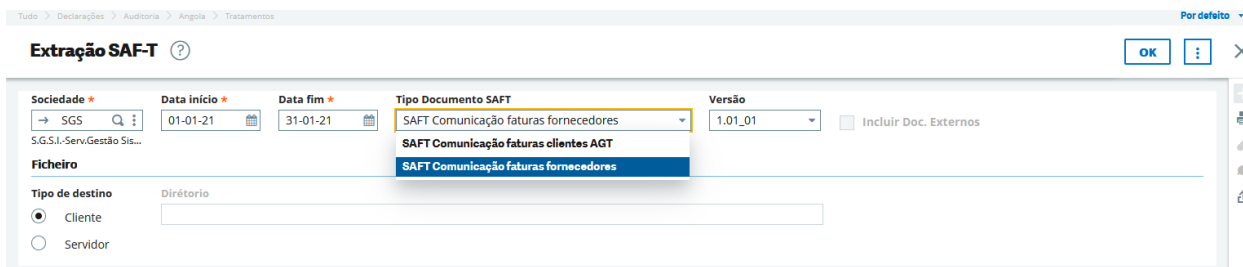 Tudo > Declarações > Auditoria > Angola > Tratamentos
Por defeito
Extração SAF-T ?
OK
Sociedade * Data início * Data fim * Tipo Documento SAFT Versão
SGS 01-01-21 31-01-21 SAFT Comunicação faturas fornecedores 1.01_01 Incluir Doc. Externos
S.G.S.I.-Serv.Gestão Sis...
SAFT Comunicação faturas clientes AGT
Ficheiro
SAFT Comunicação faturas fornecedores
Tipo de destino Dirétorio
Cliente
Servidor